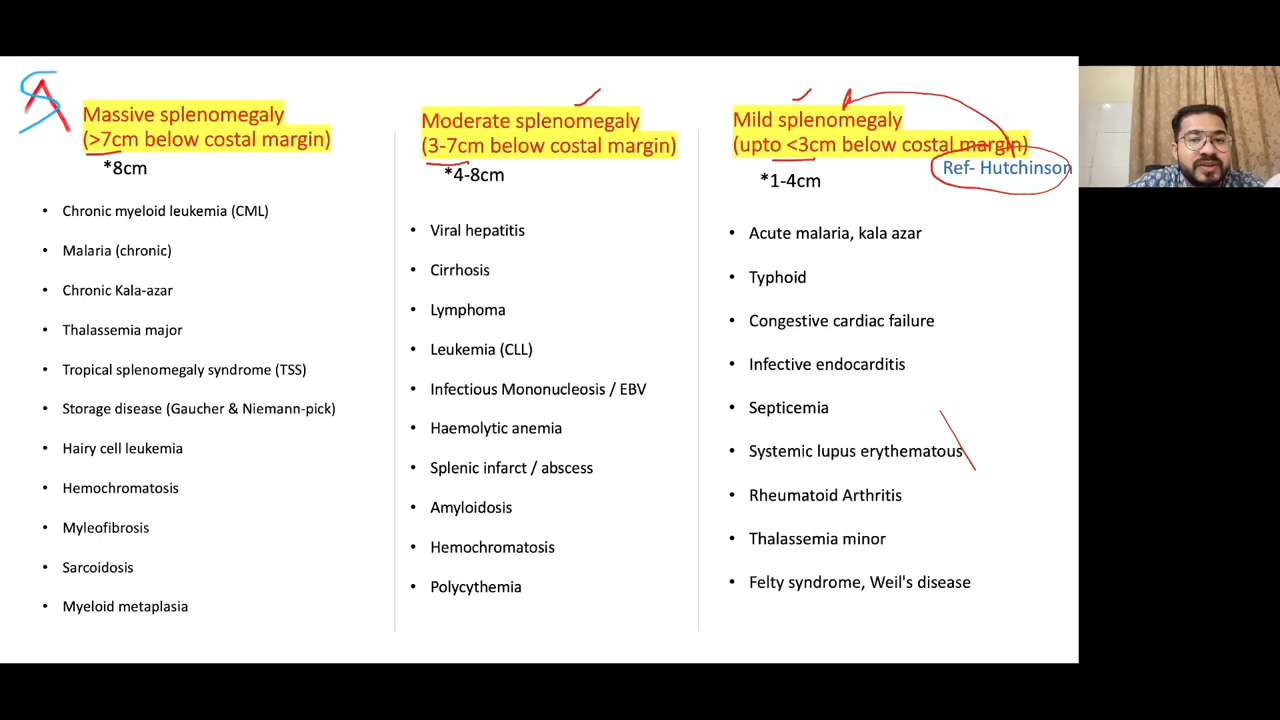 SA
Massive splenomegaly
(>7cm below costal margin)
*8cm
Chronic myeloid leukemia (CML)
Malaria (chronic)
Chronic Kala-azar
Thalassemia major
Tropical splenomegaly syndrome (TSS)
Storage disease (Gaucher & Niemann-pick)
Hairy cell leukemia
Hemochromatosis
Myleofibrosis
Sarcoidosis
Myeloid metaplasia
Moderate splenomegaly
(3-7cm below costal margin)
*4-8cm
Viral hepatitis
Cirrhosis
Lymphoma
Leukemia (CLL)
Infectious Mononucleosis / EBV
Haemolytic anemia
Splenic infarct / abscess
Amyloidosis
Hemochromatosis
Polycythemia
Mild splenomegaly
(upto <3cm below costal margin)
Ref- Hutchinson
*1-4cm
Acute malaria, kala azar
Typhoid
Congestive cardiac failure
Infective endocarditis
Septicemia
Systemic lupus erythematous
Rheumatoid Arthritis
Thalassemia minor
Felty syndrome, Weil's disease